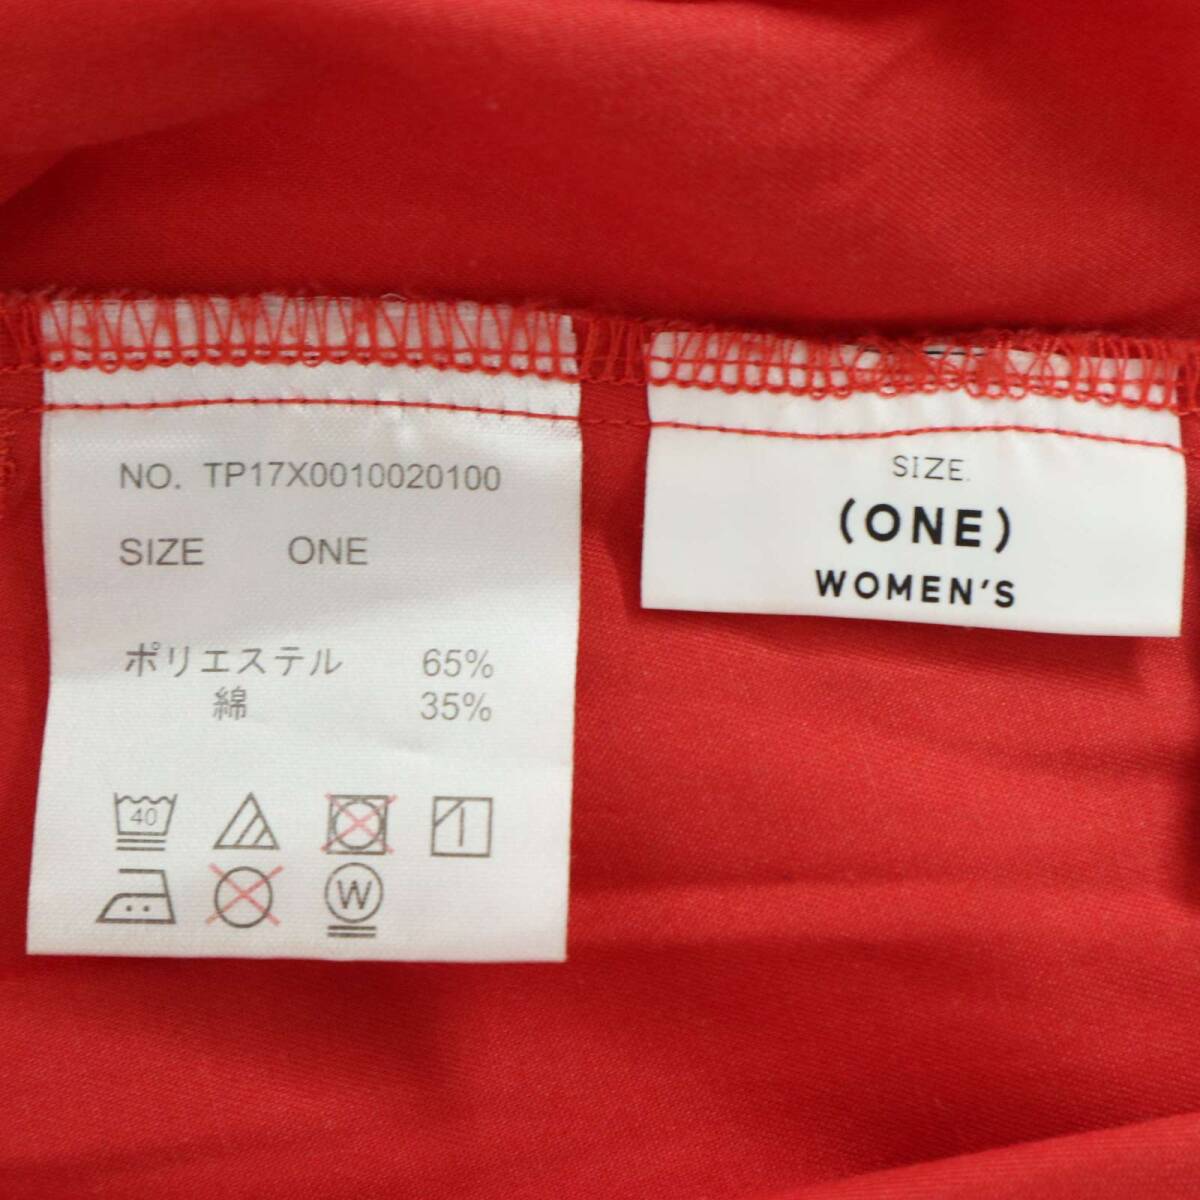 NO. TP17X0010020100
SIZE ONE
ポリエステル 65%
綿 35%
40
W
SIZE.
(ONE)
WOMEN'S